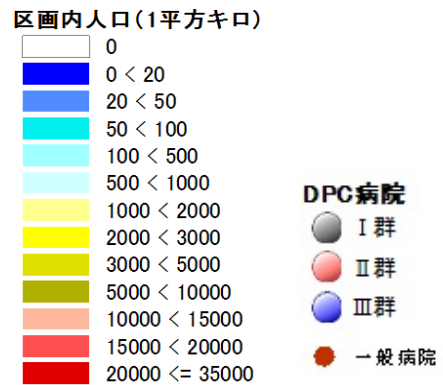 区画内人口(1平方キロ)
0
0 < 20
20 < 50
50 < 100
100 < 500
500 < 1000
1000 < 2000
2000 < 3000
3000 < 5000
5000 < 10000
10000 < 15000
15000 < 20000
20000 <= 35000
DPC病院
Ⅰ群
Ⅱ群
Ⅲ群
一般病院